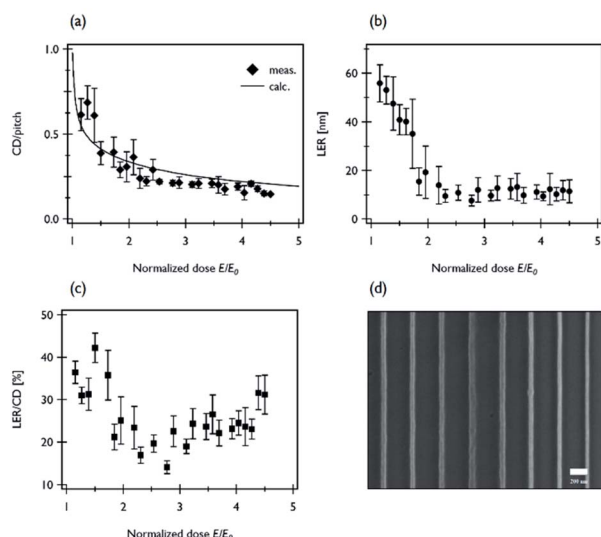 (a)
1.0
0.5
0.0
CD/pitch
meas.
calc.
1
2
3
4
5
Normalized dose E/E0
(b)
60
40
20
0
LER [nm]
1
2
3
4
5
Normalized dose E/E0
(c)
50
40
30
20
10
LER/CD [%]
1
2
3
4
5
Normalized dose E/E0
(d)
200 nm